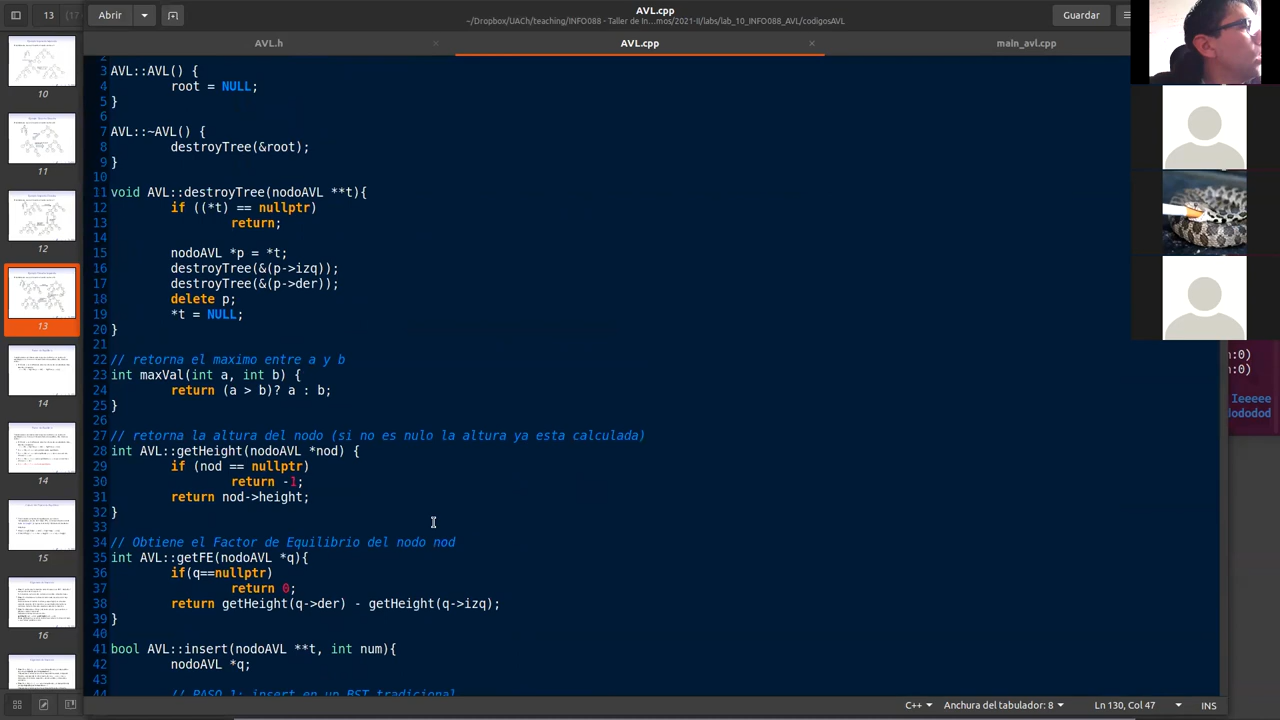 13
Abrir
AVL.cpp
~/Dropbox/UACh/teaching/INFO088 - Taller de In...mos/2021-II/labs/lab_10_INFO088_AVL/codigosAVL
Guardar
AVL.h
AVL.cpp
main_avl.cpp
2
3 AVL::AVL() {
4 root = NULL;
5 }
6
7 AVL::~AVL() {
8 destroyTree(&root);
9 }
10
11 void AVL::destroyTree(nodoAVL **t){
12 if ((*t) == nullptr)
13 return;
14
15 nodoAVL *p = *t;
16 destroyTree(&(p->izq));
17 destroyTree(&(p->der));
18 delete p;
19 *t = NULL;
20 }
21
22 // retorna el maximo entre a y b
23 int maxVal(int a, int b) {
24 return (a > b)? a : b;
25 }
26
27 // retorna la altura del nodo (si no es nulo la altura ya esta calculada)
28 int AVL::getHeight(nodoAVL *nod) {
29 if (nod == nullptr)
30 return -1;
31 return nod->height;
32 }
33
34 // Obtiene el Factor de Equilibrio del nodo nod
35 int AVL::getFE(nodoAVL *q){
36 if(q==nullptr)
37 return 0;
38 return getHeight(q->der) - getHeight(q->izq);
39 }
40
41 bool AVL::insert(nodoAVL **t, int num){
42 nodoAVL *q;
43
44 // PASO 1: insert en un BST tradicional
10
11
12
13
14
14
15
16
n:0)
n:0)
Ieeeee
dododod
C++
Anchura del tabulador: 8
Ln 130, Col 47
INS